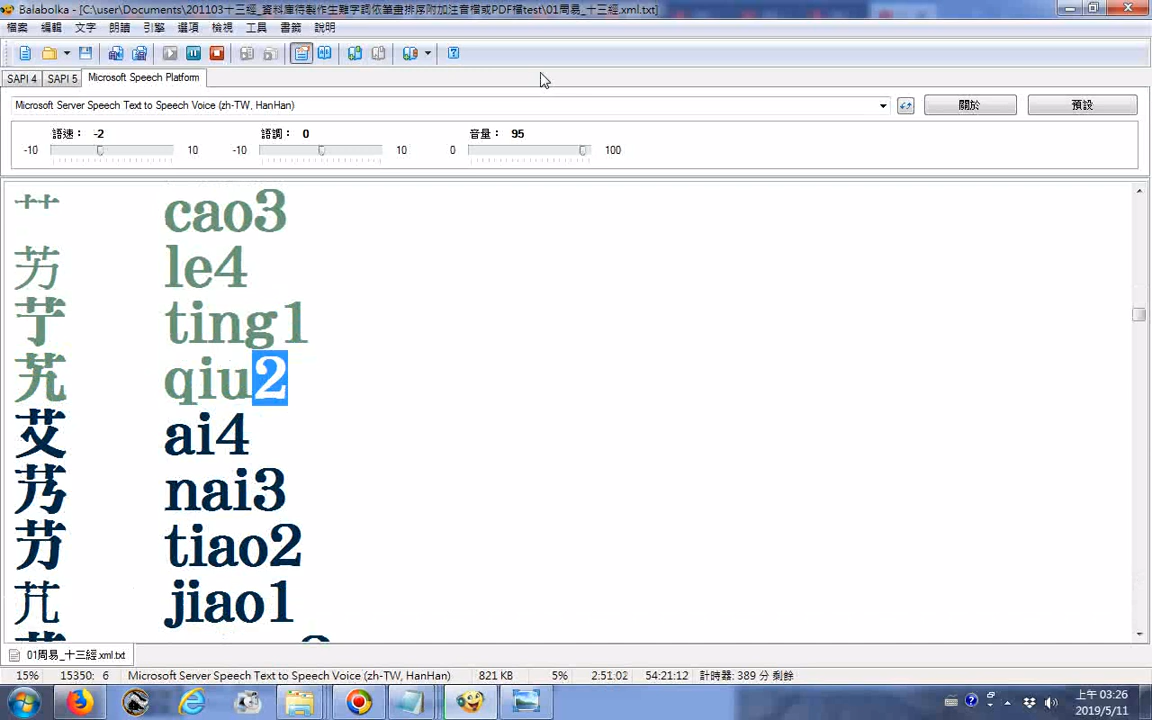 Balabolka - [C:\user\Documents\201103十三經_資料庫待製作生難字詞依筆畫排序附加注音檔或PDF檔test\01周易_十三經.xml.txt]
檔案 編輯 文字 朗讀 引擎 選項 檢視 工具 書籤 說明
SAPI 4 SAPI 5 Microsoft Speech Platform
Microsoft Server Speech Text to Speech Voice (zh-TW, HanHan) 關於 預設
語速： -2 語調： 0 音量： 95
-10 10 -10 10 0 100
艹 cao3
艻 le4
艼 ting1
艽 qiu2
艾 ai4
艿 nai3
芀 tiao2
艽 jiao1
01周易_十三經.xml.txt
15% 15350: 6 Microsoft Server Speech Text to Speech Voice (zh-TW, HanHan) 821 KB 5% 2:51:02 54:21:12 計時器: 389 分 剩餘
上午 03:26
2019/5/11